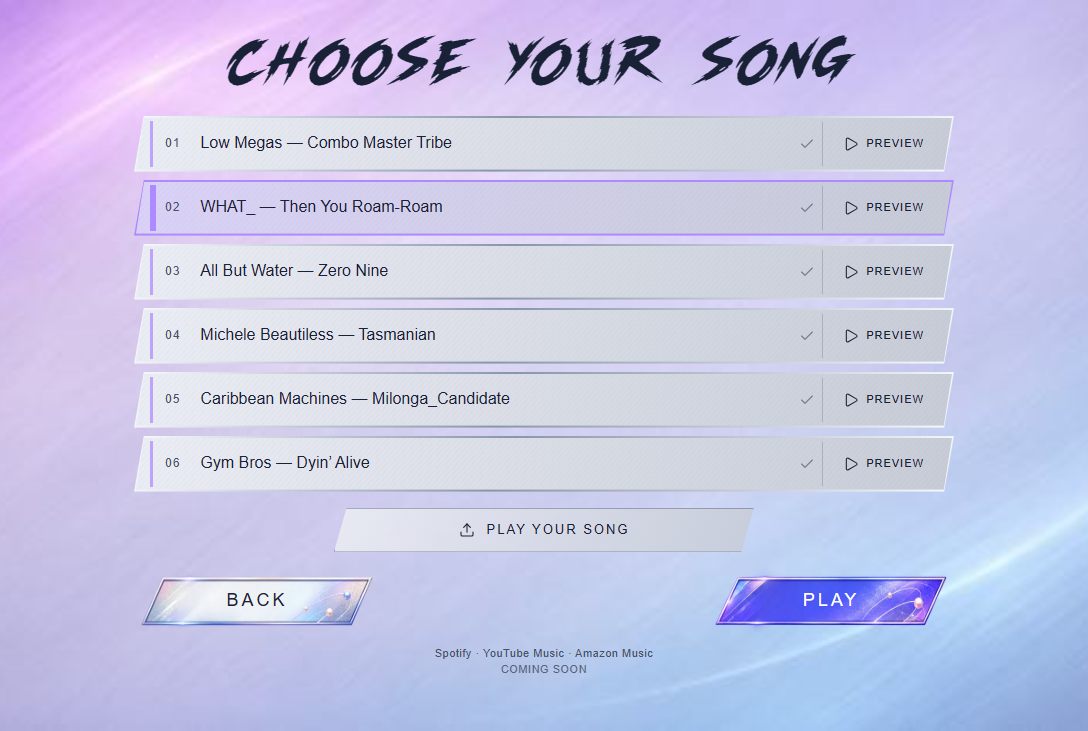 CHOOSE YOUR SONG
01 Low Megas — Combo Master Tribe PREVIEW
02 WHAT_ — Then You Roam-Roam PREVIEW
03 All But Water — Zero Nine PREVIEW
04 Michele Beautiless — Tasmanian PREVIEW
05 Caribbean Machines — Milonga_Candidate PREVIEW
06 Gym Bros — Dyin’ Alive PREVIEW
PLAY YOUR SONG
BACK PLAY
Spotify · YouTube Music · Amazon Music
COMING SOON